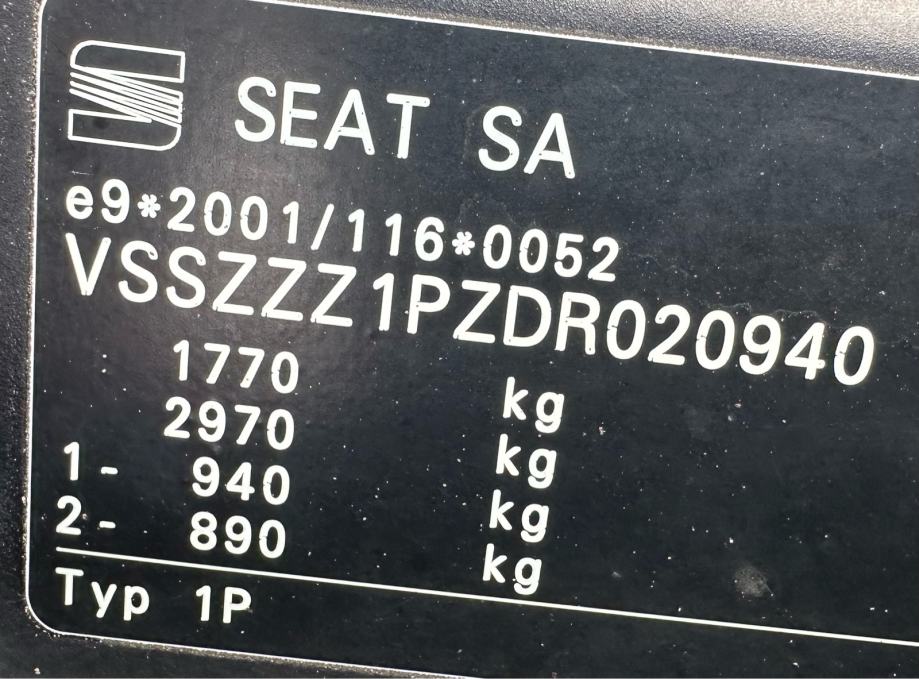 SEAT SA
e9*2001/116*0052
VSSZZZ1PZDR020940
1770 kg
2970 kg
1- 940 kg
2- 890 kg
Typ 1P